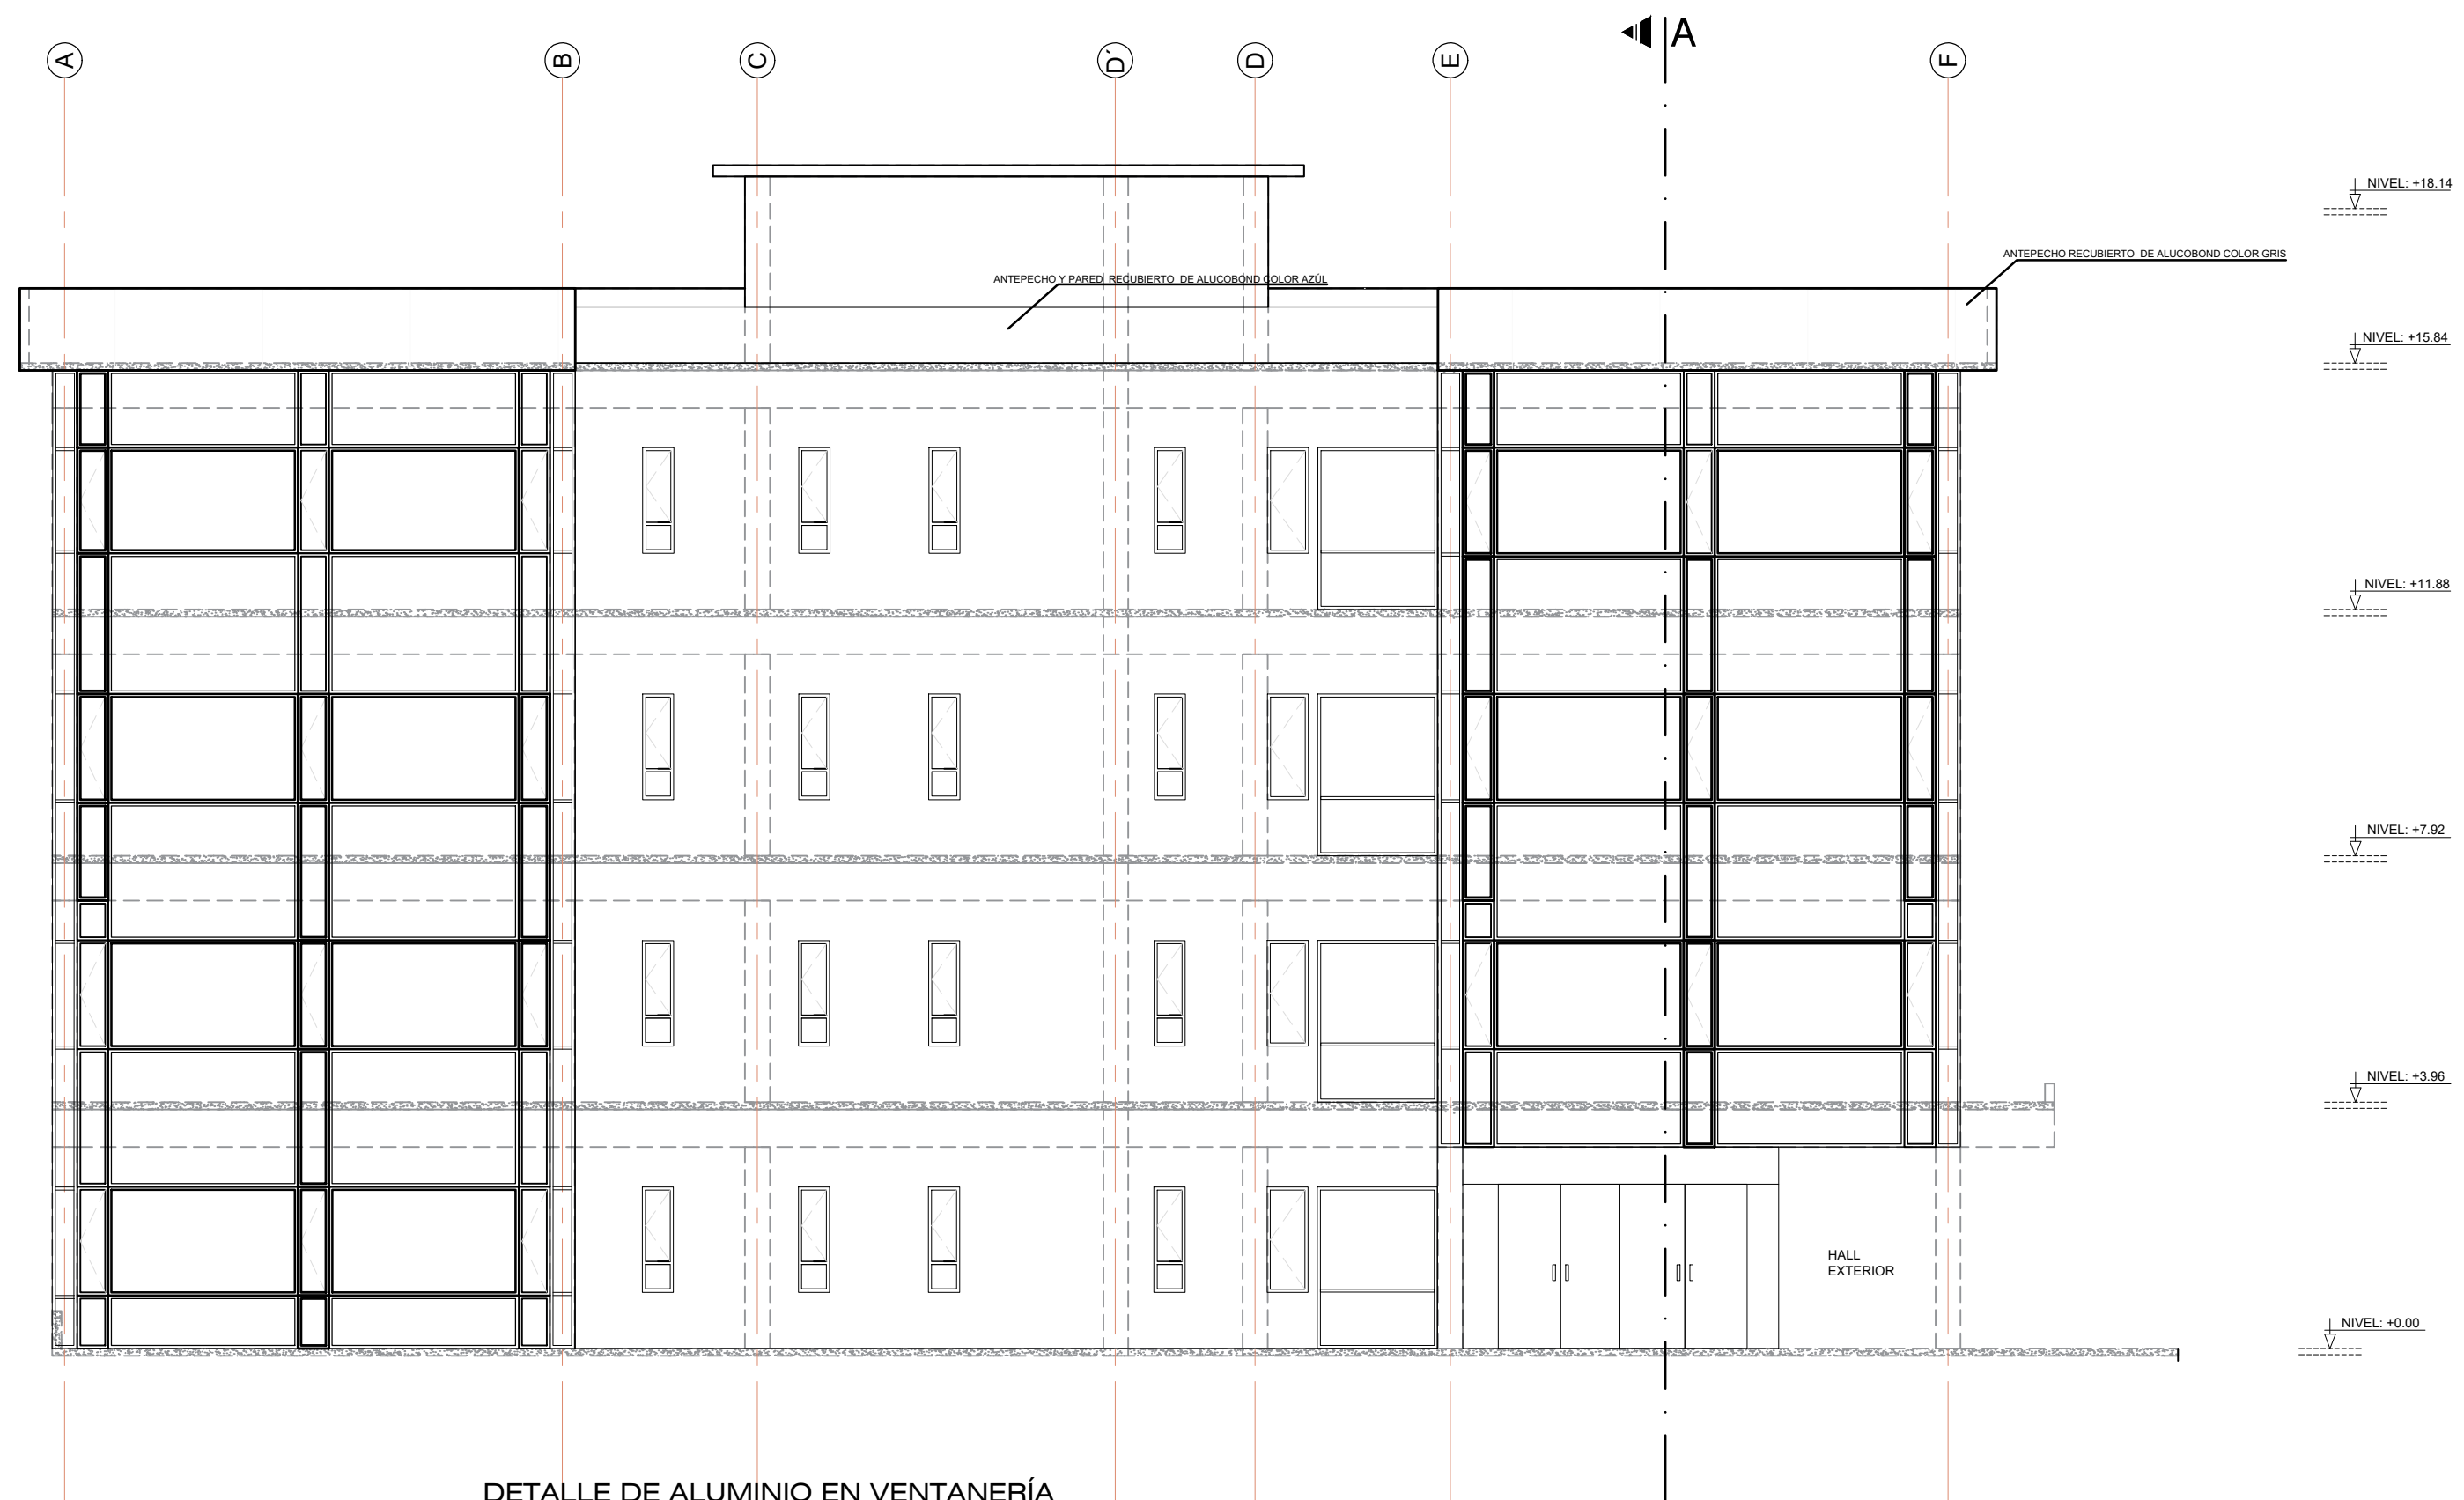 A
B
C
D`
D
E
A
F
NIVEL: +18.14
ANTEPECHO RECUBIERTO DE ALUCOBOND COLOR GRIS
ANTEPECHO Y PARED RECUBIERTO DE ALUCOBOND COLOR AZÚL
NIVEL: +15.84
NIVEL: +11.88
NIVEL: +7.92
NIVEL: +3.96
HALL
EXTERIOR
NIVEL: +0.00
DETALLE DE ALUMINIO EN VENTANERÍA